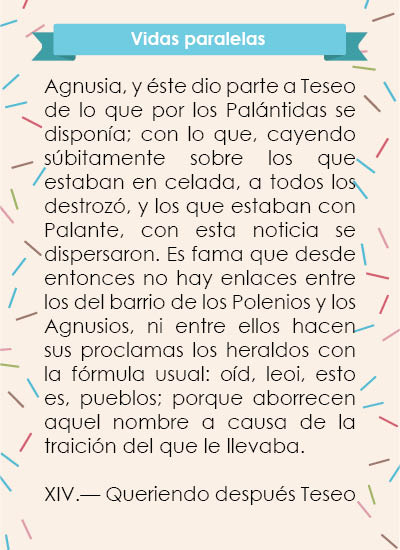 Vidas paralelas
Agnusia, y éste dio parte a Teseo
de lo que por los Palántidas se
disponía; con lo que, cayendo
súbitamente sobre los que
estaban en celada, a todos los
destrozó, y los que estaban con
Palante, con esta noticia se
dispersaron. Es fama que desde
entonces no hay enlaces entre
los del barrio de los Polenios y los
Agnusios, ni entre ellos hacen
sus proclamas los heraldos con
la fórmula usual: oíd, leoi, esto
es, pueblos; porque aborrecen
aquel nombre a causa de la
traición del que le llevaba.
XIV.— Queriendo después Teseo